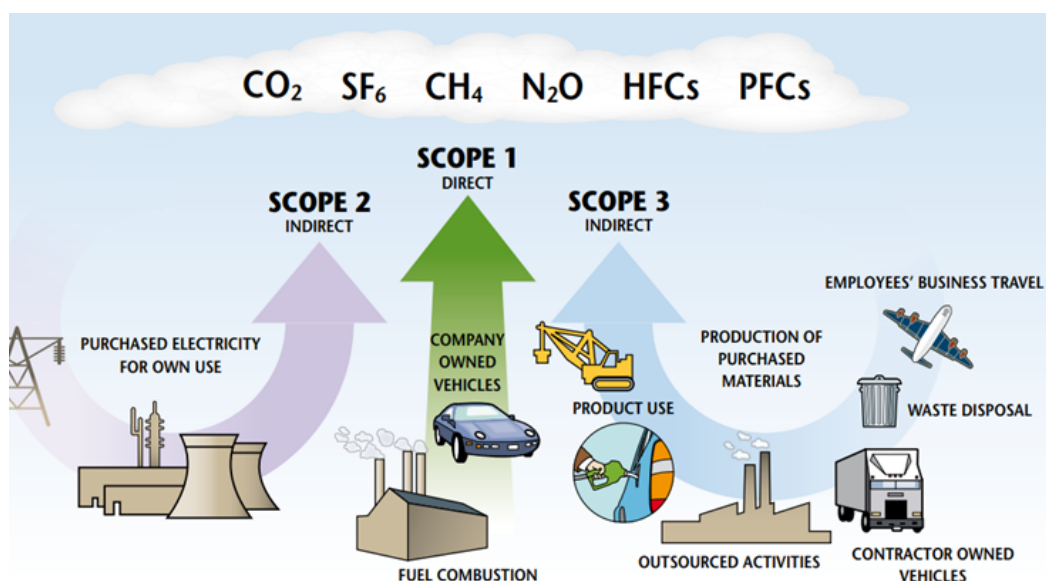 CO₂ SF₆ CH₄ N₂O HFCs PFCs
SCOPE 1
DIRECT
SCOPE 2
INDIRECT
SCOPE 3
INDIRECT
PURCHASED ELECTRICITY
FOR OWN USE
COMPANY
OWNED
VEHICLES
FUEL COMBUSTION
PRODUCT USE
PRODUCTION OF
PURCHASED
MATERIALS
EMPLOYEES' BUSINESS TRAVEL
WASTE DISPOSAL
OUTSOURCED ACTIVITIES
CONTRACTOR OWNED
VEHICLES